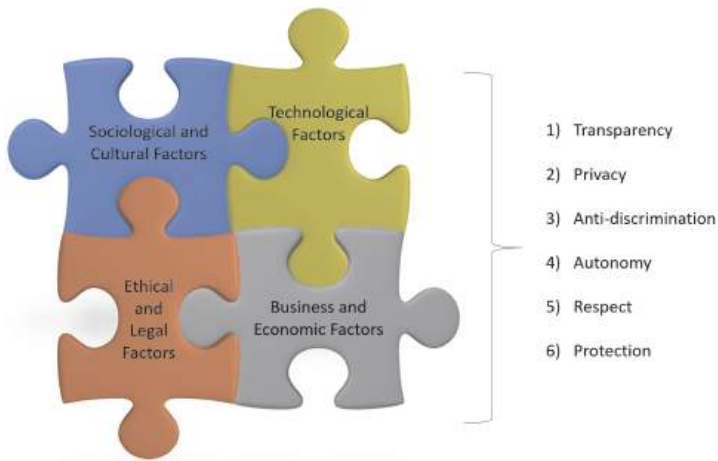 Sociological and
Cultural Factors
Technological
Factors
Ethical
and
Legal
Factors
Business and
Economic Factors
1) Transparency
2) Privacy
3) Anti-discrimination
4) Autonomy
5) Respect
6) Protection